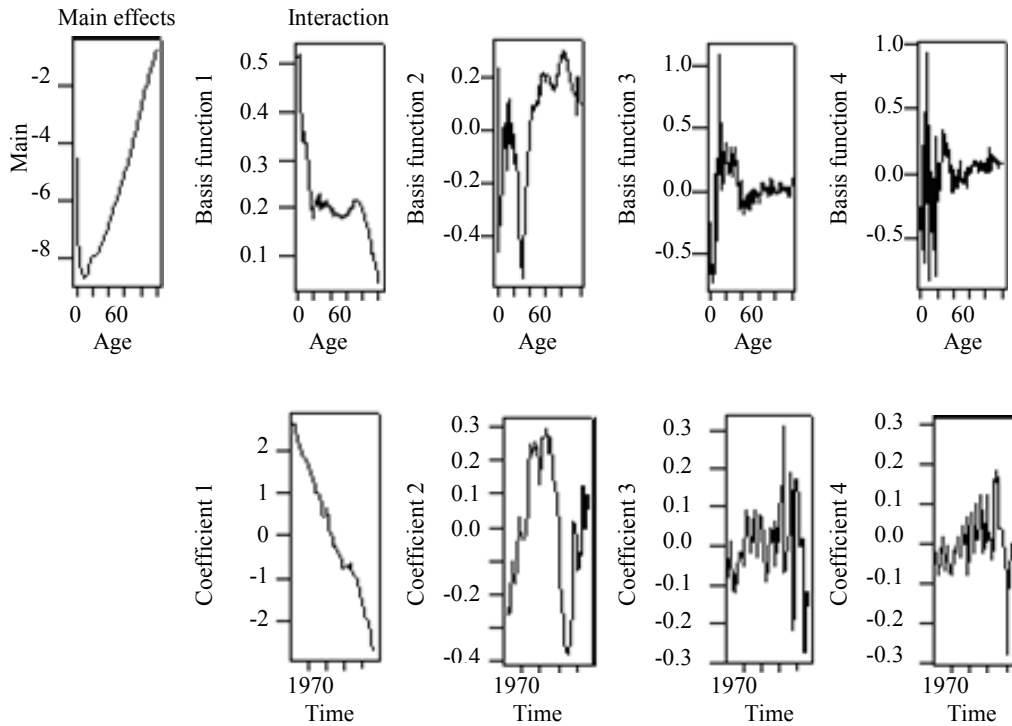 Main effects
Interaction
Main
-2
-4
-6
-8
0 60
Age
Basis function 1
0.5
0.4
0.3
0.2
0.1
0 60
Age
Basis function 2
0.2
0.0
-0.2
-0.4
0 60
Age
Basis function 3
1.0
0.5
0.0
-0.5
0 60
Age
Basis function 4
1.0
0.5
0.0
-0.5
0 60
Age
Coefficient 1
2
1
0
-1
-2
1970
Time
Coefficient 2
0.3
0.2
0.1
0.0
-0.2
-0.4
1970
Time
Coefficient 3
0.3
0.2
0.1
0.0
-0.1
-0.2
-0.3
1970
Time
Coefficient 4
0.3
0.2
0.1
0.0
-0.1
-0.2
-0.3
1970
Time